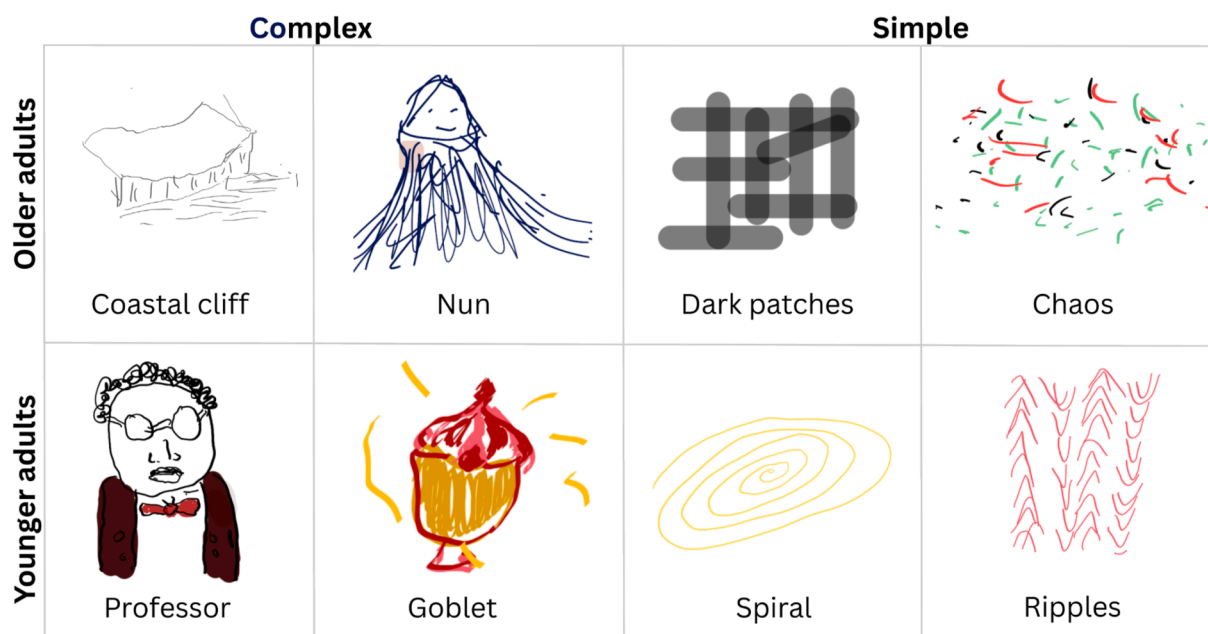 Complex Simple
Older adults
Coastal cliff Nun Dark patches Chaos
Younger adults
Professor Goblet Spiral Ripples